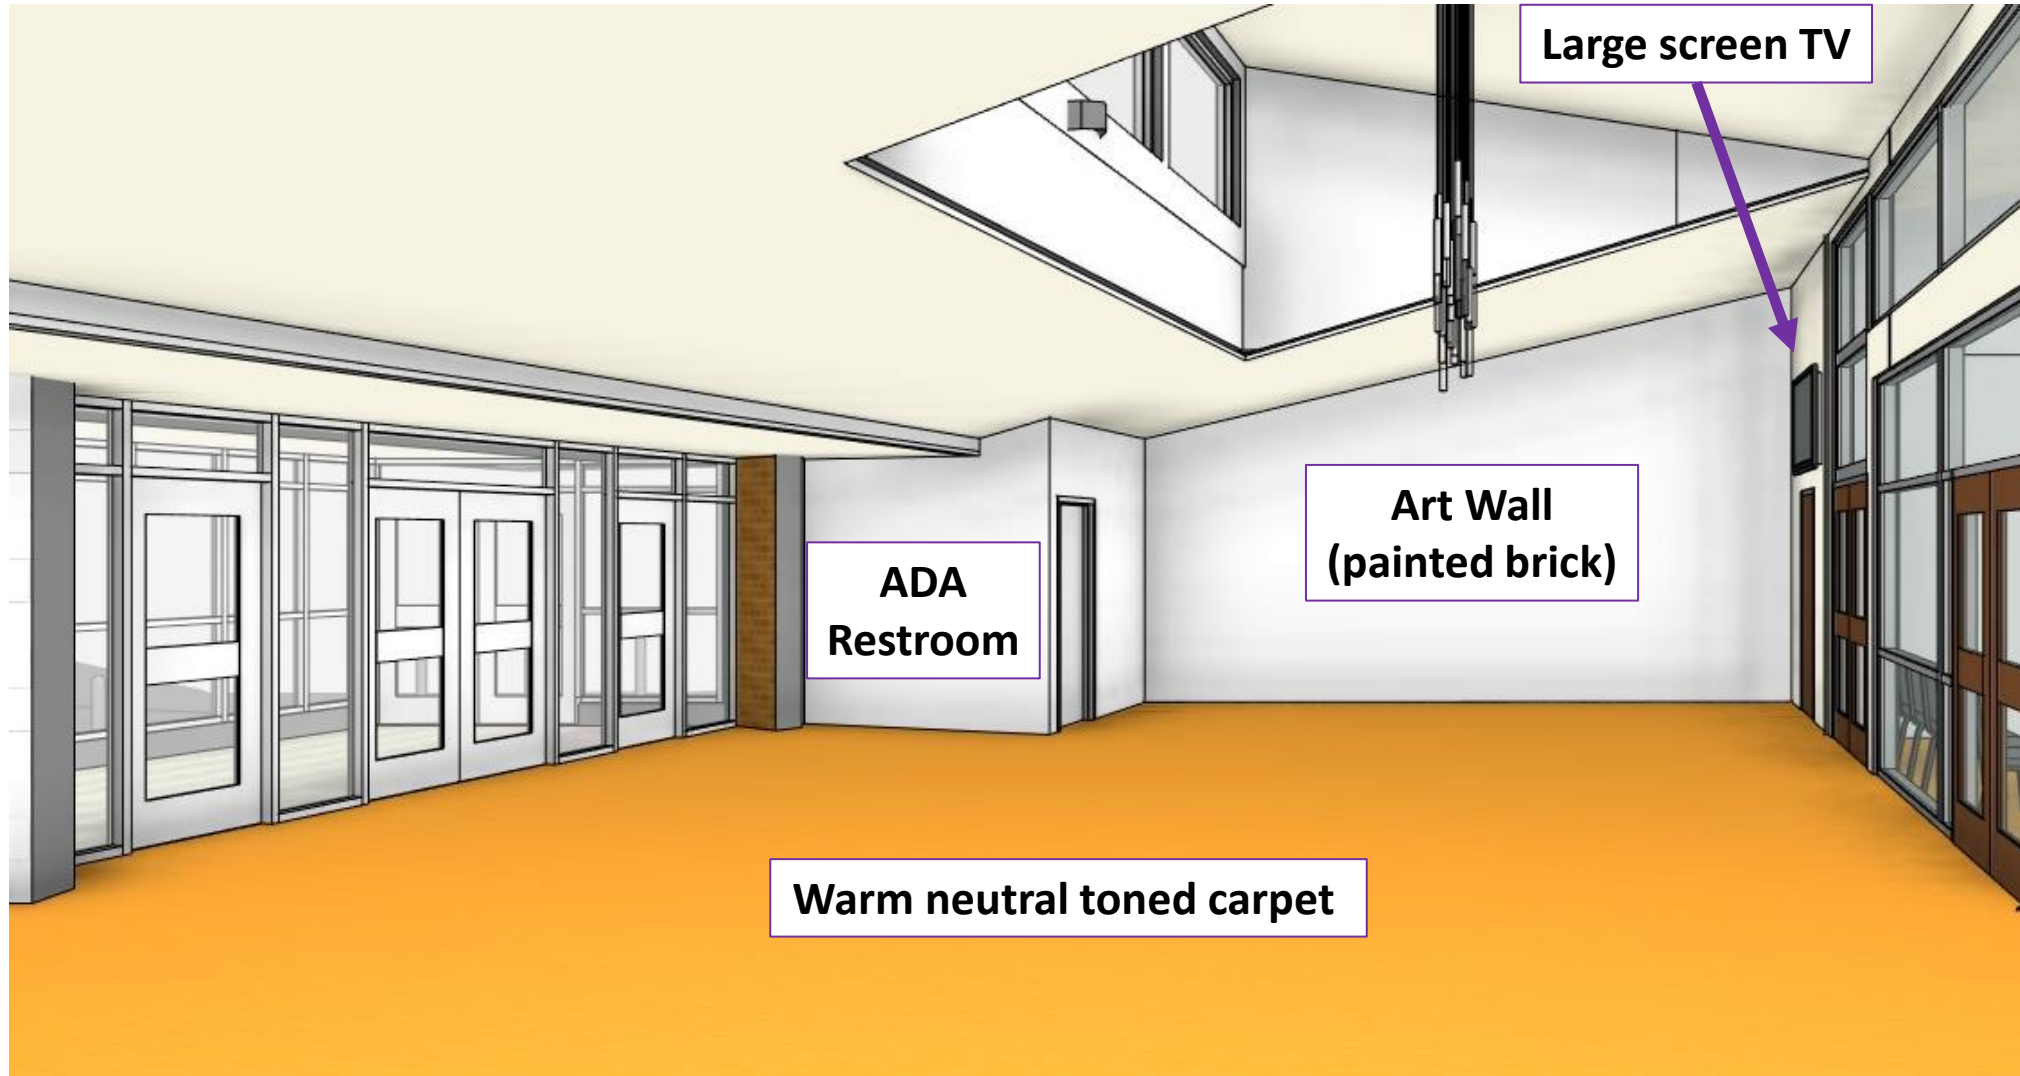 Large screen TV
Art Wall
(painted brick)
ADA
Restroom
Warm neutral toned carpet